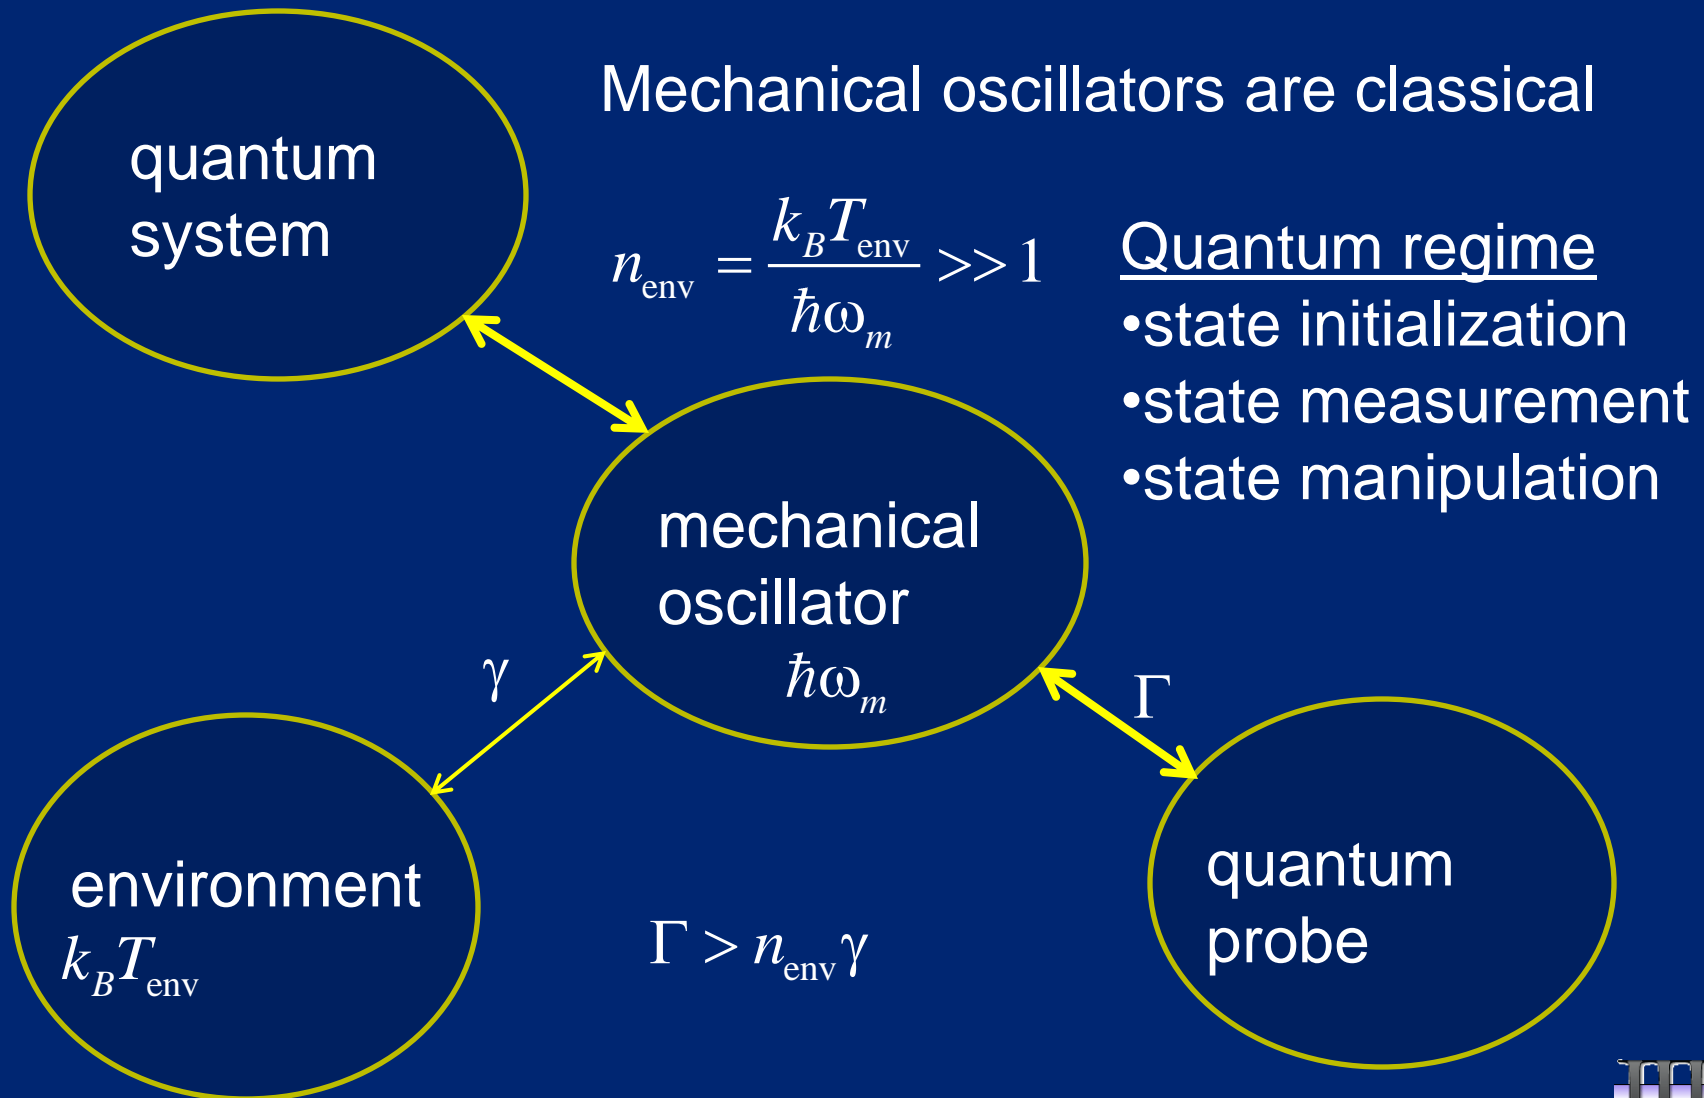 Mechanical oscillators are classical
quantum
system
n_env = k_B T_env / ħω_m >> 1
Quantum regime
•state initialization
•state measurement
•state manipulation
mechanical
oscillator
ħω_m
γ
Γ
environment
k_B T_env
Γ > n_env γ
quantum
probe